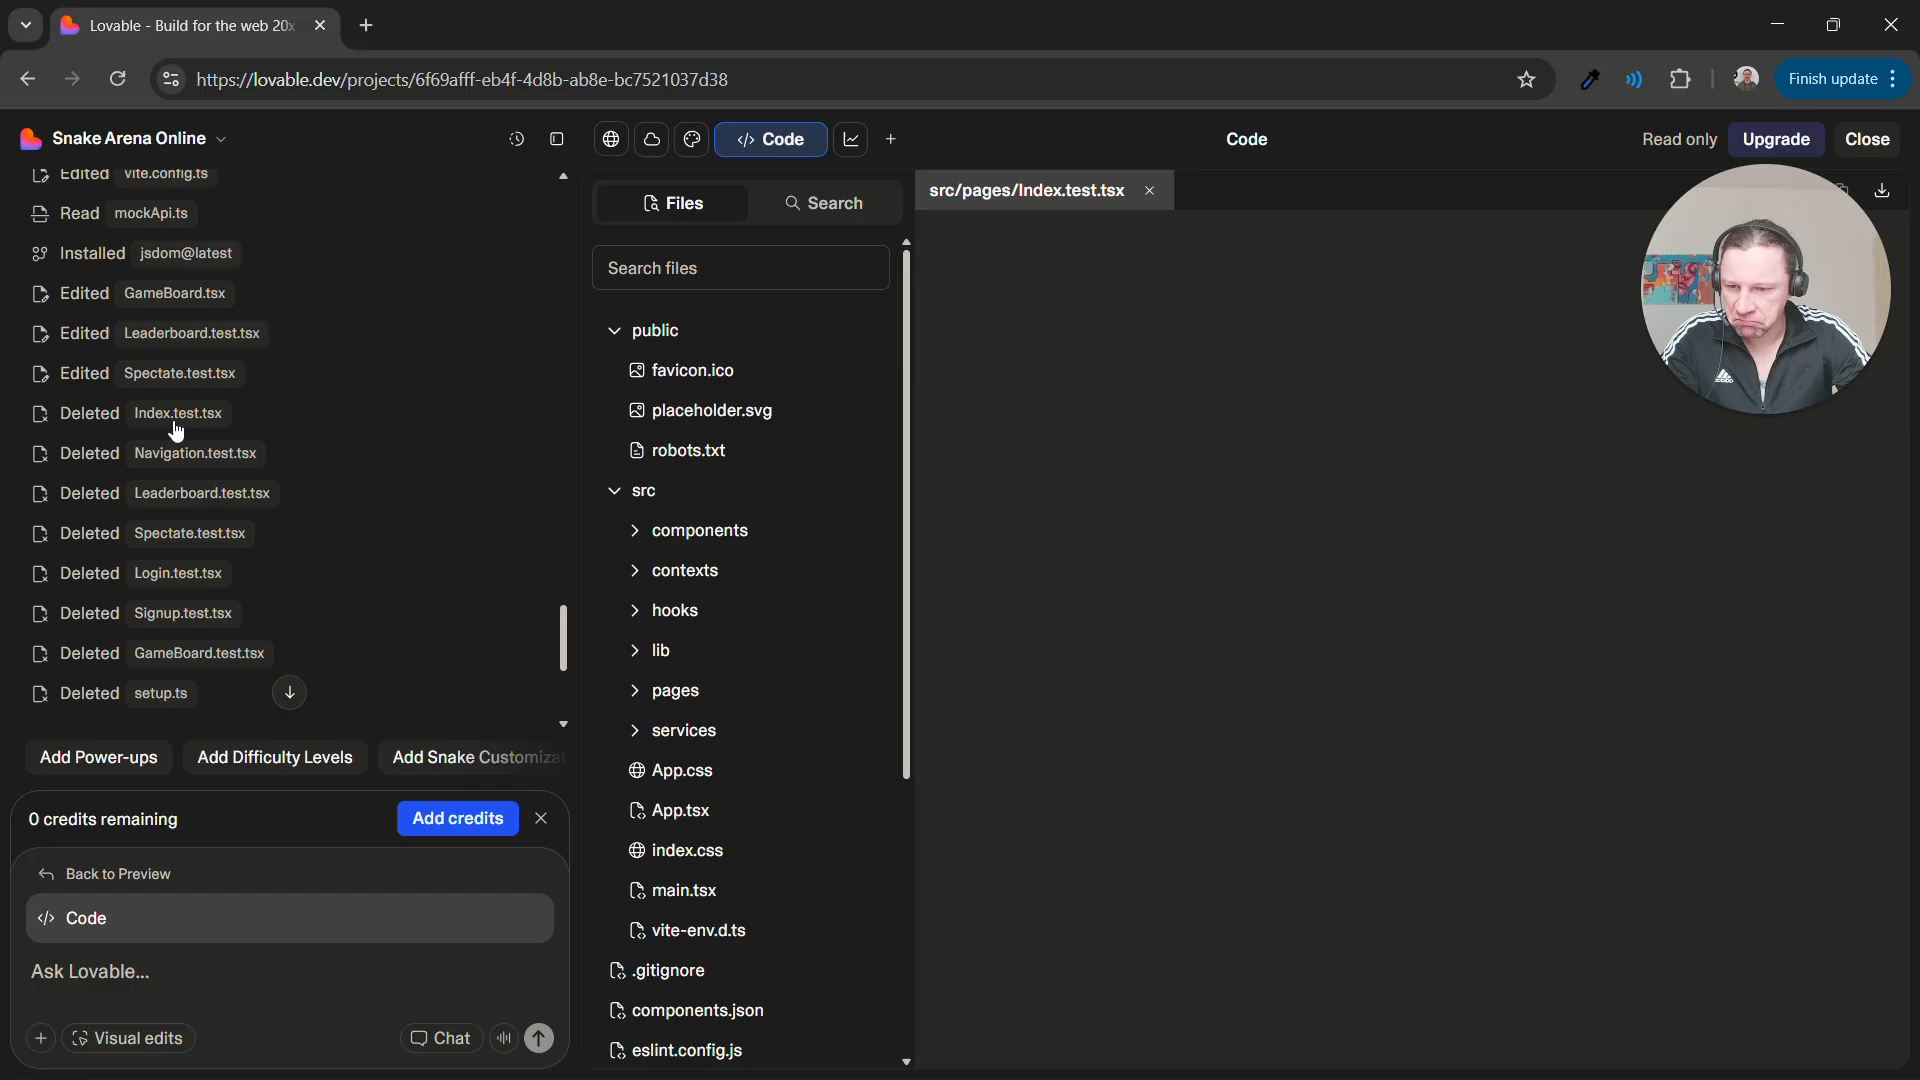 Lovable - Build for the web 20x
https://lovable.dev/projects/6f69afff-eb4f-4d8b-ab8e-bc7521037d38
Finish update
Snake Arena Online
Code
Code
Read only
Upgrade
Close
Edited vite.config.ts
Read mockApi.ts
Installed jsdom@latest
Edited GameBoard.tsx
Edited Leaderboard.test.tsx
Edited Spectate.test.tsx
Deleted Index.test.tsx
Deleted Navigation.test.tsx
Deleted Leaderboard.test.tsx
Deleted Spectate.test.tsx
Deleted Login.test.tsx
Deleted Signup.test.tsx
Deleted GameBoard.test.tsx
Deleted setup.ts
Add Power-ups
Add Difficulty Levels
Add Snake Customizat
0 credits remaining
Add credits
Back to Preview
Code
Ask Lovable...
Visual edits
Chat
Files
Search
Search files
public
favicon.ico
placeholder.svg
robots.txt
src
components
contexts
hooks
lib
pages
services
App.css
App.tsx
index.css
main.tsx
vite-env.d.ts
.gitignore
components.json
eslint.config.js
src/pages/Index.test.tsx